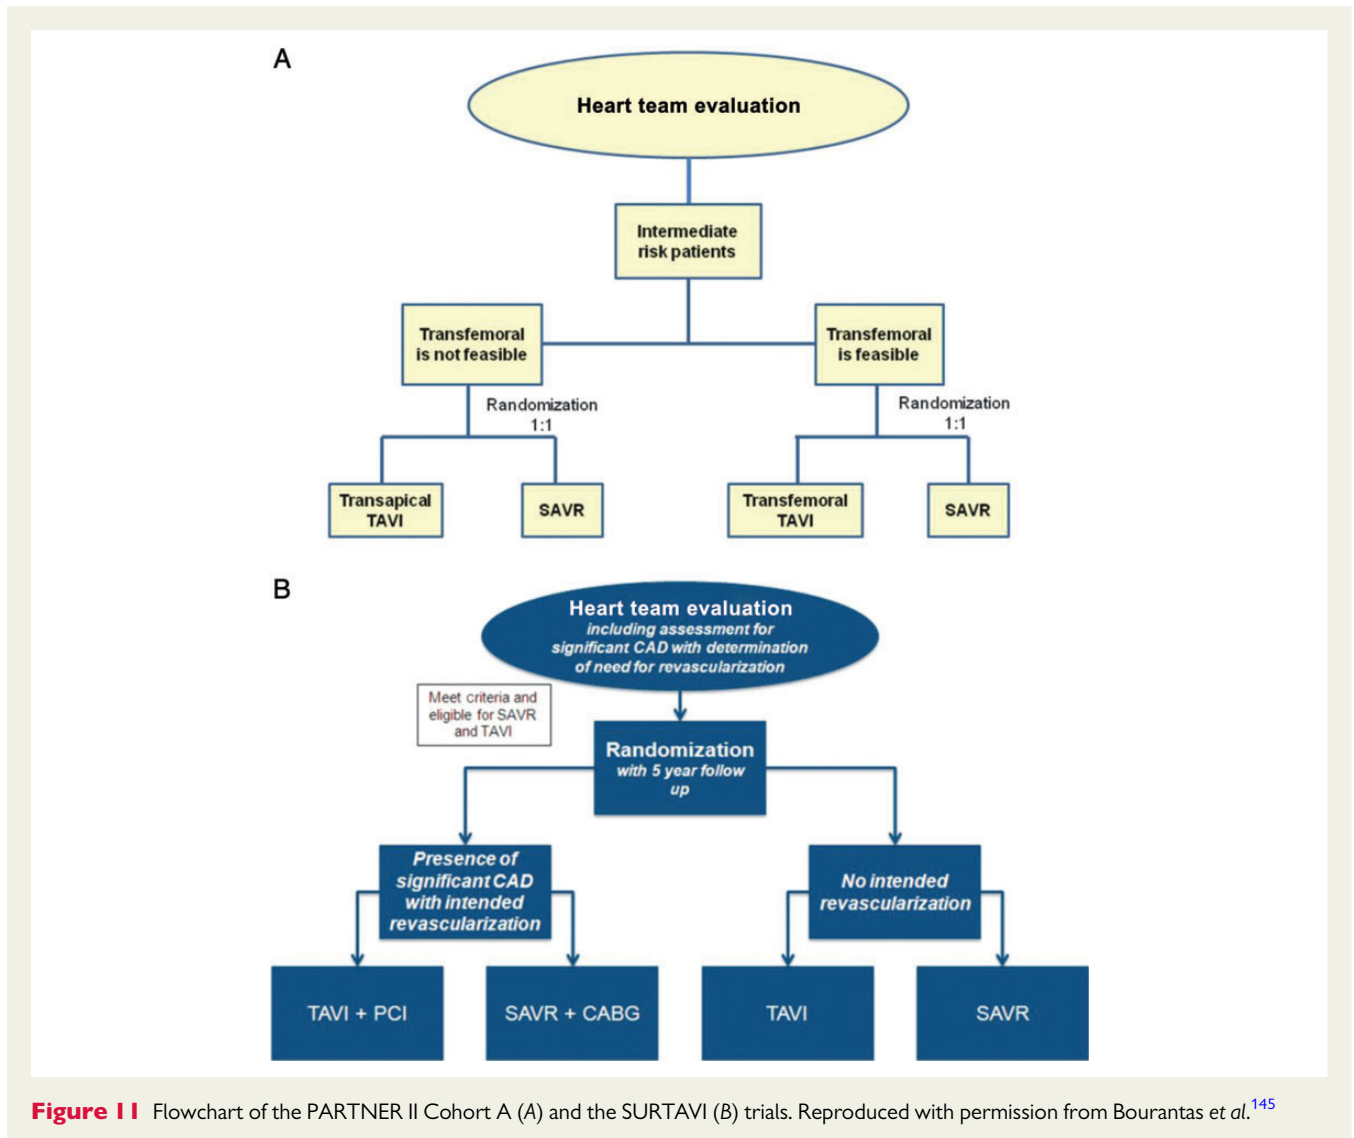 A
Heart team evaluation
Intermediate
risk patients
Transfemoral
is not feasible
Transfemoral
is feasible
Randomization
1:1
Randomization
1:1
Transapical
TAVI
SAVR
Transfemoral
TAVI
SAVR
B
Heart team evaluation
including assessment for
significant CAD with determination
of need for revascularization
Meet criteria and
eligible for SAVR
and TAVI
Randomization
with 5 year follow
up
Presence of
significant CAD
with intended
revascularization
No intended
revascularization
TAVI + PCI
SAVR + CABG
TAVI
SAVR
Figure 11 Flowchart of the PARTNER II Cohort A (A) and the SURTAVI (B) trials. Reproduced with permission from Bourantas et al.145